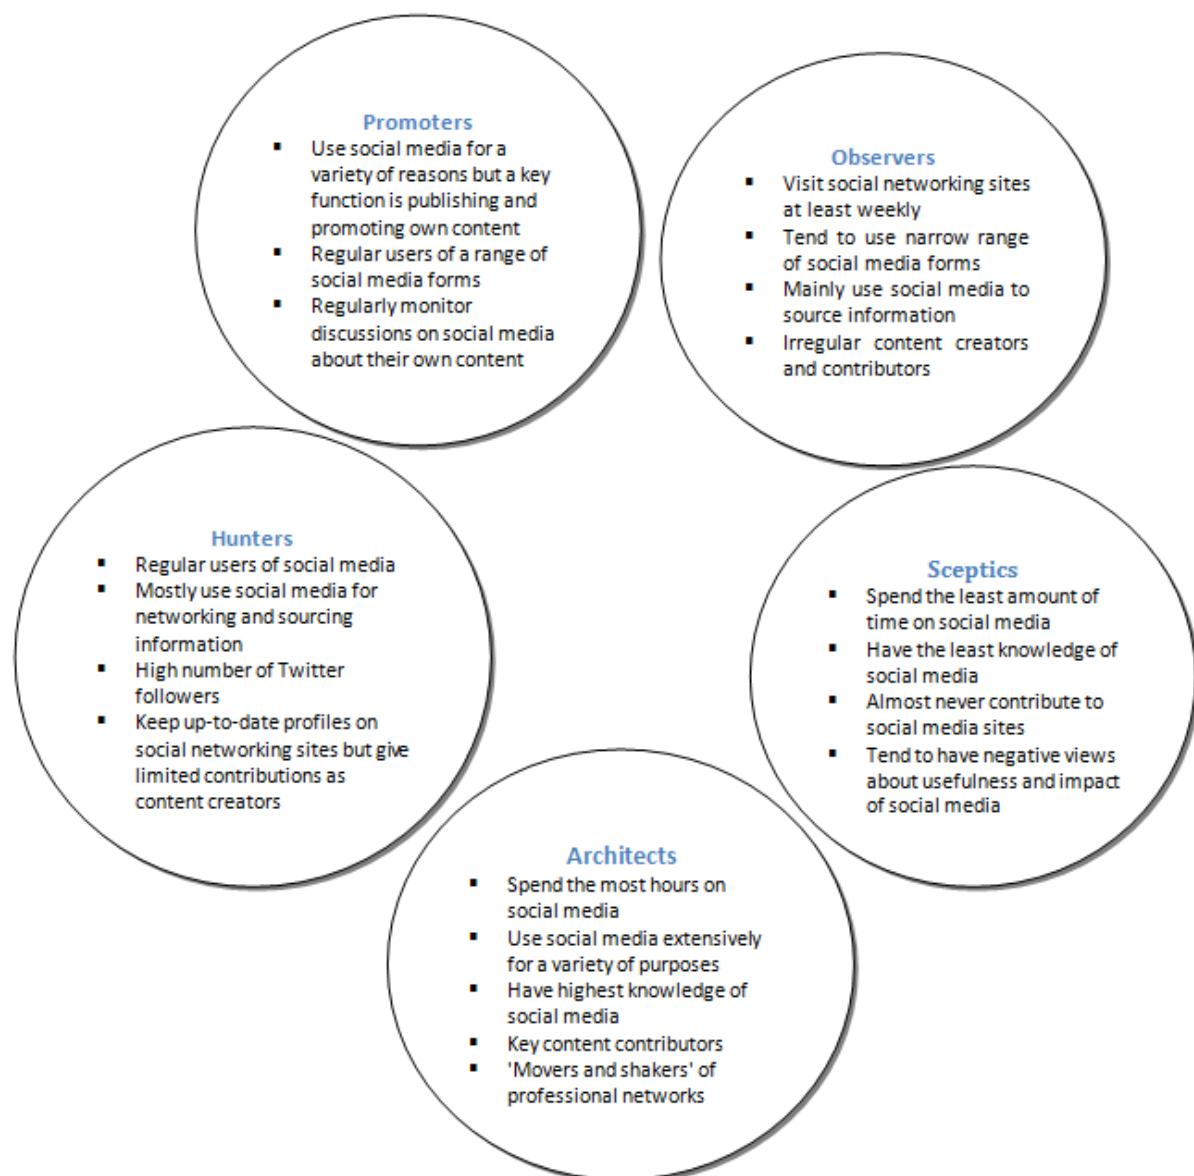 Promoters
▪ Use social media for a
variety of reasons but a key
function is publishing and
promoting own content
▪ Regular users of a range of
social media forms
▪ Regularly monitor
discussions on social media
about their own content
Observers
▪ Visit social networking sites
at least weekly
▪ Tend to use narrow range
of social media forms
▪ Mainly use social media to
source information
▪ Irregular content creators
and contributors
Hunters
▪ Regular users of social media
▪ Mostly use social media for
networking and sourcing
information
▪ High number of Twitter
followers
▪ Keep up-to-date profiles on
social networking sites but give
limited contributions as
content creators
Sceptics
▪ Spend the least amount of
time on social media
▪ Have the least knowledge of
social media
▪ Almost never contribute to
social media sites
▪ Tend to have negative views
about usefulness and impact
of social media
Architects
▪ Spend the most hours on
social media
▪ Use social media extensively
for a variety of purposes
▪ Have highest knowledge of
social media
▪ Key content contributors
▪ 'Movers and shakers' of
professional networks